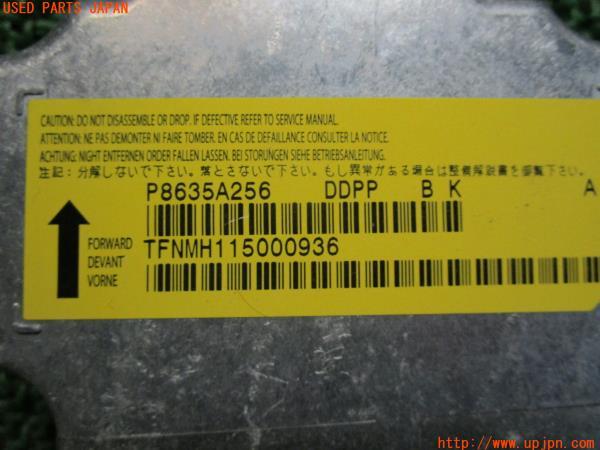 USED PARTS JAPAN
CAUTION: DO NOT DISASSEMBLE OR DROP. IF DEFECTIVE REFER TO SERVICE MANUAL.
ATTENTION: NE PAS DEMONTER NI FAIRE TOMBER. EN CAS DE DEFAILLANCE CONSULTER LA NOTICE.
ACHTUNG: NIGHT ENTFERNEN ORDER FALLEN LASSEN. BEI STORUNGEN SIEHE BETRIEBSANLEITUNG.
注記: 分解しないで下さい。落とさないで下さい。もし異常がある場合は整備解説書を御覧下さい
P8635A256 DDPP B K A
FORWARD
DEVANT
VORNE
TFNMH115000936
http://www.upjpn.com/